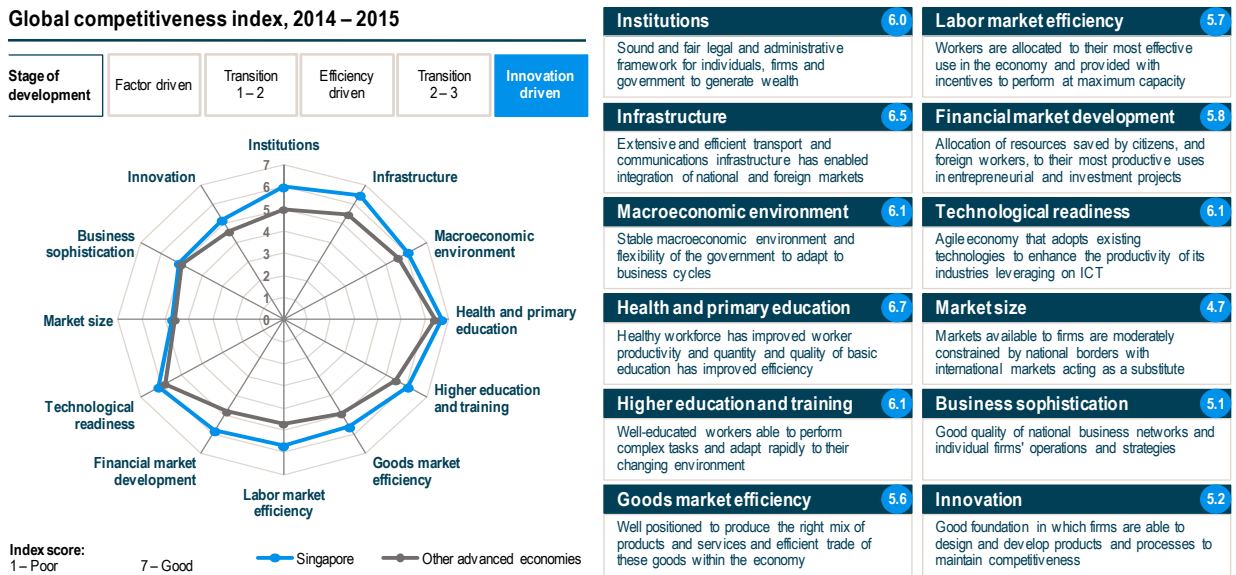 Global competitiveness index, 2014 – 2015
Stage of
development
Factor driven
Transition
1 – 2
Efficiency
driven
Transition
2 – 3
Innovation
driven
Institutions
Infrastructure
Macroeconomic
environment
Health and primary
education
Higher education
and training
Goods market
efficiency
Labor market
efficiency
Financial market
development
Technological
readiness
Market size
Business
sophistication
Innovation
7
6
5
4
3
2
1
0
Index score:
1 – Poor 7 – Good
Singapore
Other advanced economies
Institutions 6.0
Sound and fair legal and administrative
framework for individuals, firms and
government to generate wealth
Infrastructure 6.5
Extensive and efficient transport and
communications infrastructure has enabled
integration of national and foreign markets
Macroeconomic environment 6.1
Stable macroeconomic environment and
flexibility of the government to adapt to
business cycles
Health and primary education 6.7
Healthy workforce has improved worker
productivity and quantity and quality of basic
education has improved efficiency
Higher education and training 6.1
Well-educated workers able to perform
complex tasks and adapt rapidly to their
changing environment
Goods market efficiency 5.6
Well positioned to produce the right mix of
products and services and efficient trade of
these goods within the economy
Labor market efficiency 5.7
Workers are allocated to their most effective
use in the economy and provided with
incentives to perform at maximum capacity
Financial market development 5.8
Allocation of resources saved by citizens, and
foreign workers, to their most productive uses
in entrepreneurial and investment projects
Technological readiness 6.1
Agile economy that adopts existing
technologies to enhance the productivity of its
industries leveraging on ICT
Market size 4.7
Markets available to firms are moderately
constrained by national borders with
international markets acting as a substitute
Business sophistication 5.1
Good quality of national business networks and
individual firms' operations and strategies
Innovation 5.2
Good foundation in which firms are able to
design and develop products and processes to
maintain competitiveness